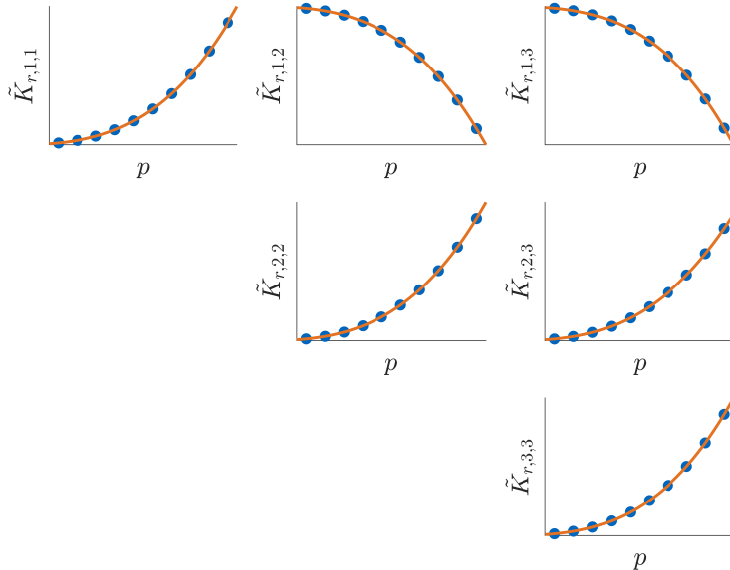 K̃r,1,1
p
K̃r,1,2
p
K̃r,1,3
p
K̃r,2,2
p
K̃r,2,3
p
K̃r,3,3
p